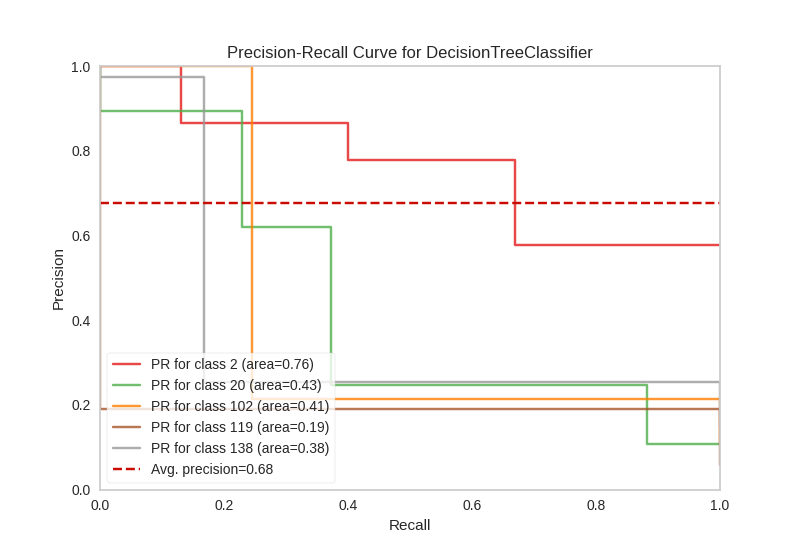 Precision-Recall Curve for DecisionTreeClassifier
1.0
0.8
0.6
0.4
0.2
0.0
Precision
PR for class 2 (area=0.76)
PR for class 20 (area=0.43)
PR for class 102 (area=0.41)
PR for class 119 (area=0.19)
PR for class 138 (area=0.38)
Avg. precision=0.68
0.0 0.2 0.4 0.6 0.8 1.0
Recall